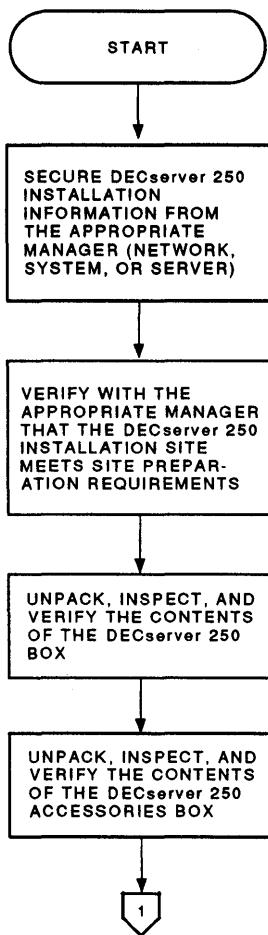 START
SECURE DECserver 250
INSTALLATION
INFORMATION FROM
THE APPROPRIATE
MANAGER (NETWORK,
SYSTEM, OR SERVER)
VERIFY WITH THE
APPROPRIATE MANAGER
THAT THE DECserver 250
INSTALLATION SITE
MEETS SITE PREPAR-
ATION REQUIREMENTS
UNPACK, INSPECT, AND
VERIFY THE CONTENTS
OF THE DECserver 250
BOX
UNPACK, INSPECT, AND
VERIFY THE CONTENTS
OF THE DECserver 250
ACCESSORIES BOX
1